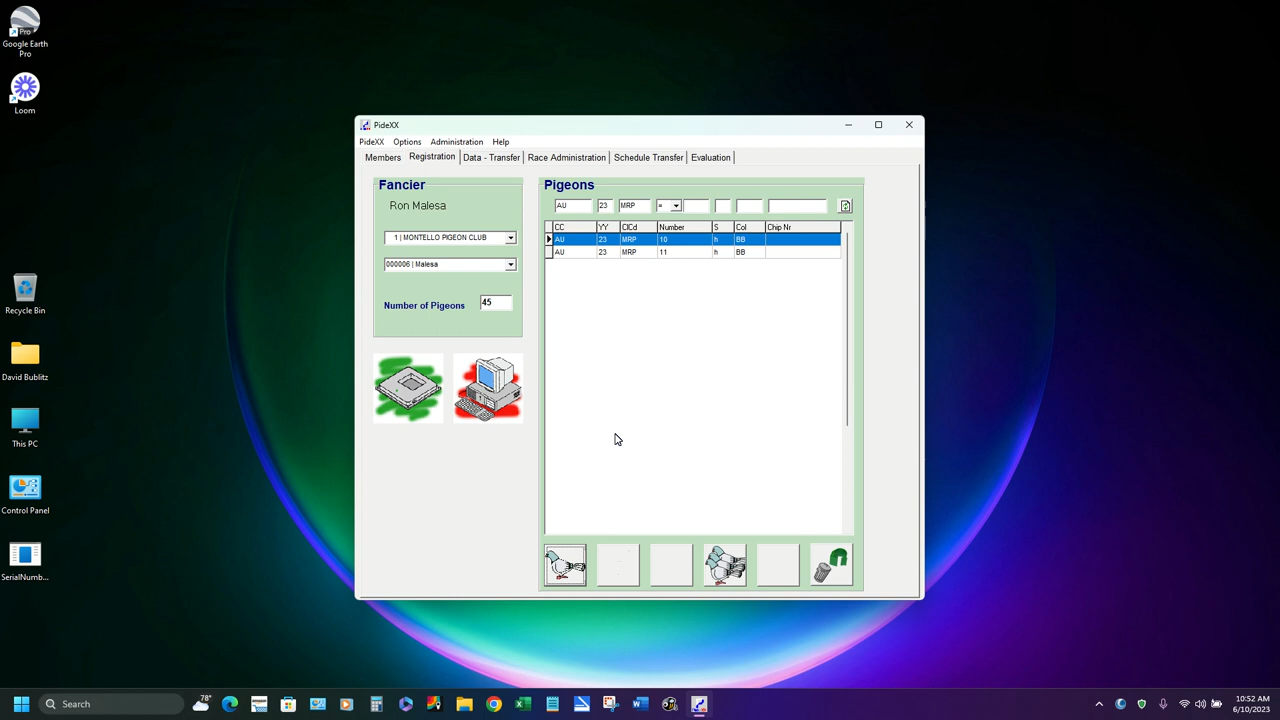 Pro
Google Earth
Pro
Loom
Recycle Bin
David Bublitz
This PC
Control Panel
SerialNumb...
PideXX
PideXX Options Administration Help
Members Registration Data - Transfer Race Administration Schedule Transfer Evaluation
Fancier
Ron Malesa
1 | MONTELLO PIGEON CLUB
000006 | Malesa
Number of Pigeons 45
Pigeons
AU 23 MRP =
CC YY ClCd Number S Col Chip Nr
AU 23 MRP 10 h BB
AU 23 MRP 11 h BB
Search
78°
10:52 AM
6/10/2023